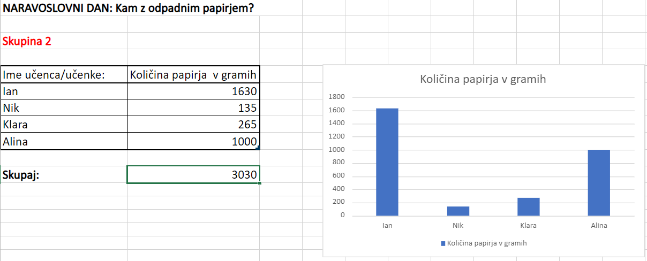 NARAVOSLOVNI DAN: Kam z odpadnim papirjem?
Skupina 2
Ime učenca/učenke: Količina papirja v gramih
Ian 1630
Nik 135
Klara 265
Alina 1000
Skupaj: 3030
Količina papirja v gramih
1800
1600
1400
1200
1000
800
600
400
200
0
Ian Nik Klara Alina
Količina papirja v gramih